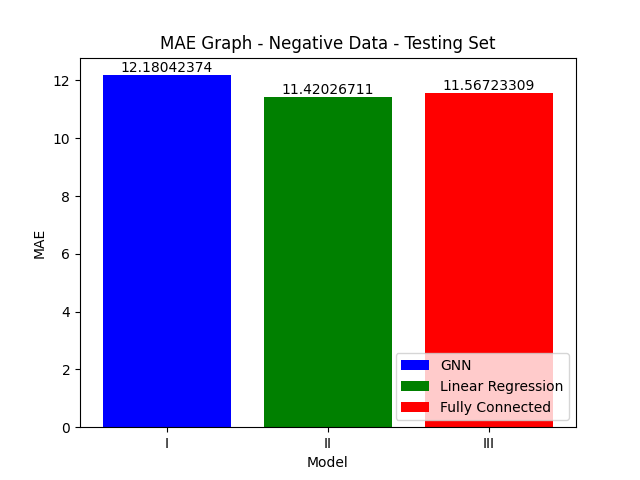 MAE Graph - Negative Data - Testing Set
12.18042374
11.42026711
11.56723309
12
10
8
6
4
2
0
MAE
GNN
Linear Regression
Fully Connected
I
II
III
Model